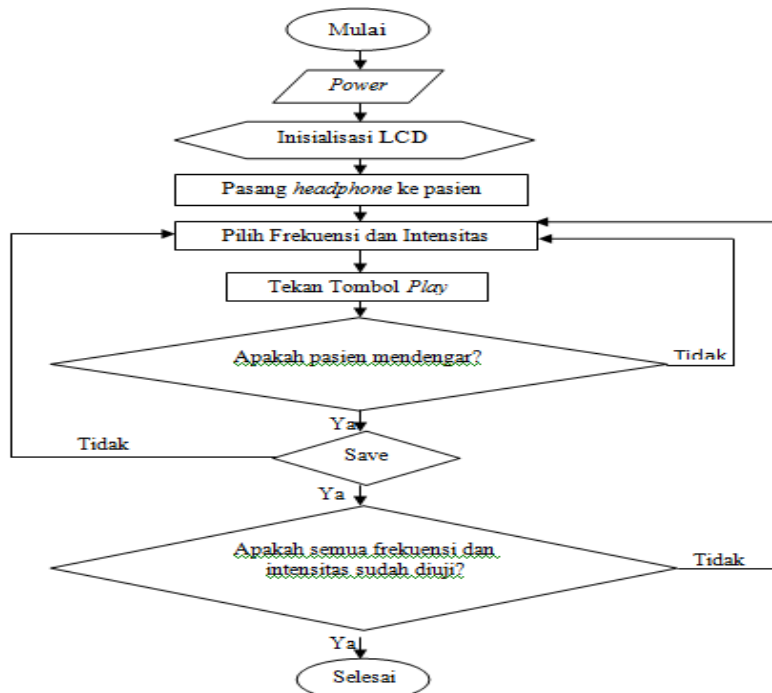 Mulai
Power
Inisialisasi LCD
Pasang headphone ke pasien
Pilih Frekuensi dan Intensitas
Tekan Tombol Play
Apakah pasien mendengar?
Tidak
Ya
Tidak
Save
Ya
Apakah semua frekuensi dan
intensitas sudah diuji?
Tidak
Ya
Selesai